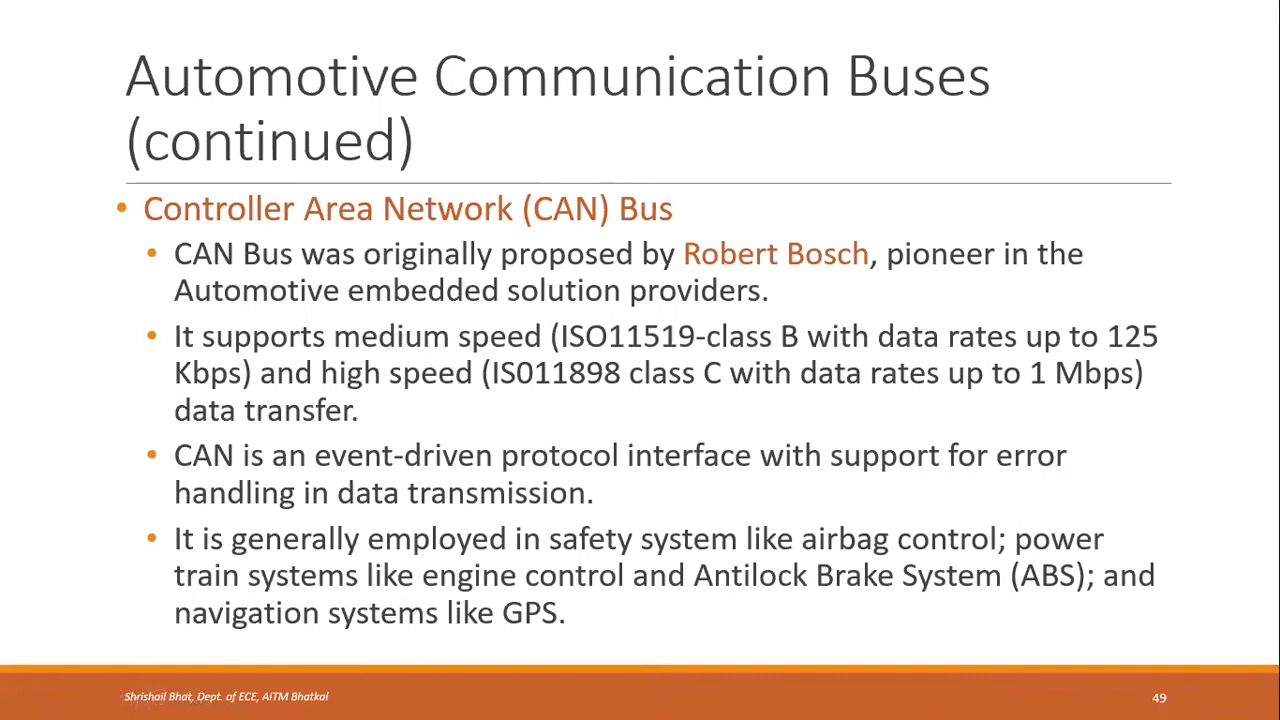 Automotive Communication Buses
(continued)
• Controller Area Network (CAN) Bus
• CAN Bus was originally proposed by Robert Bosch, pioneer in the
Automotive embedded solution providers.
• It supports medium speed (ISO11519-class B with data rates up to 125
Kbps) and high speed (IS011898 class C with data rates up to 1 Mbps)
data transfer.
• CAN is an event-driven protocol interface with support for error
handling in data transmission.
• It is generally employed in safety system like airbag control; power
train systems like engine control and Antilock Brake System (ABS); and
navigation systems like GPS.
Shrishail Bhat, Dept. of ECE, AITM Bhatkal
49